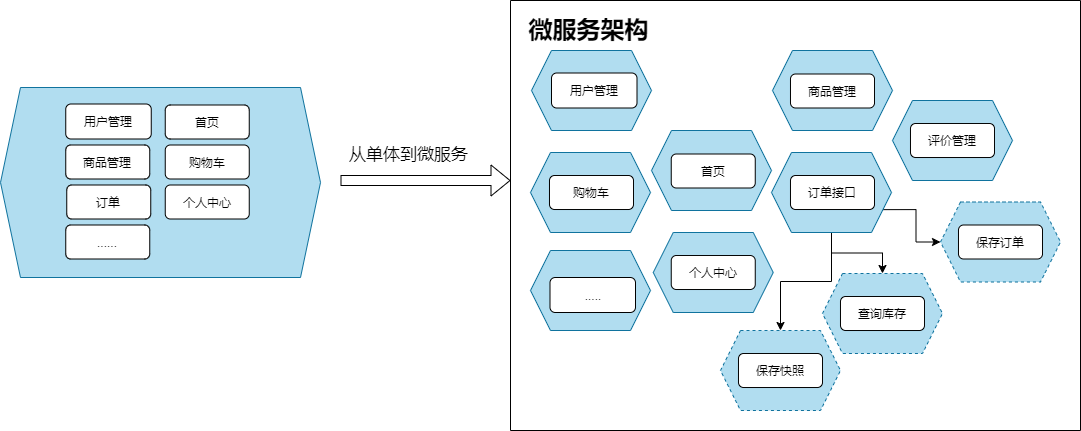 用户管理
首页
商品管理
购物车
订单
个人中心
......
从单体到微服务
微服务架构
用户管理
商品管理
评价管理
首页
购物车
订单接口
保存订单
个人中心
.....
查询库存
保存快照